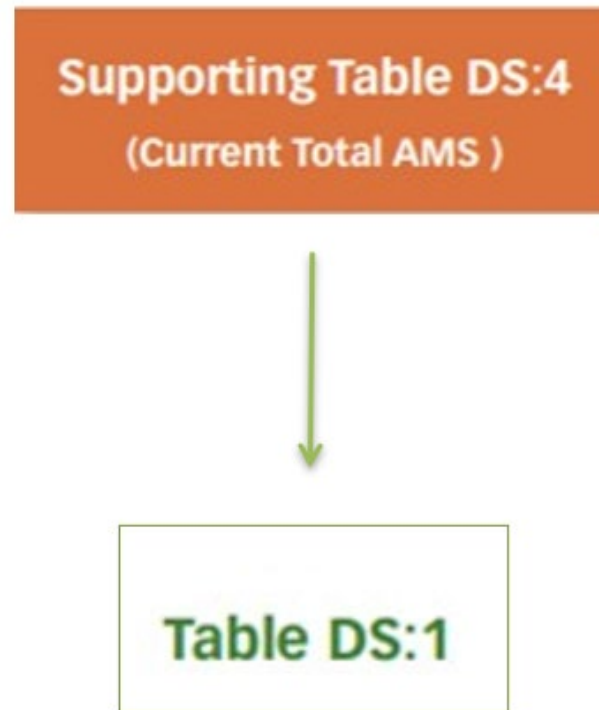 Supporting Table DS:4
(Current Total AMS )
Table DS:1